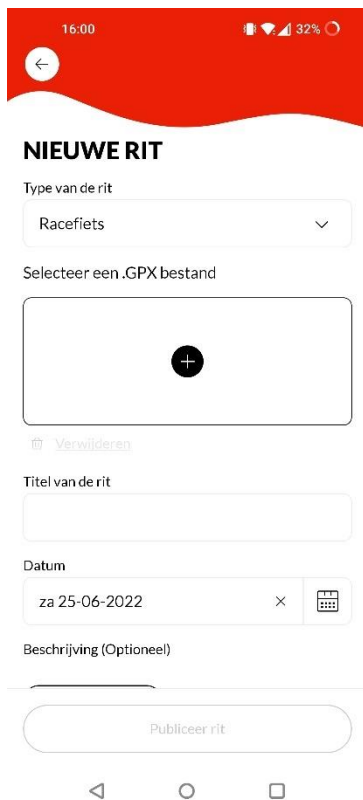 16:00
32%
NIEUWE RIT
Type van de rit
Racefiets
Selecteer een .GPX bestand
Verwijderen
Titel van de rit
Datum
za 25-06-2022
Beschrijving (Optioneel)
Publiceer rit